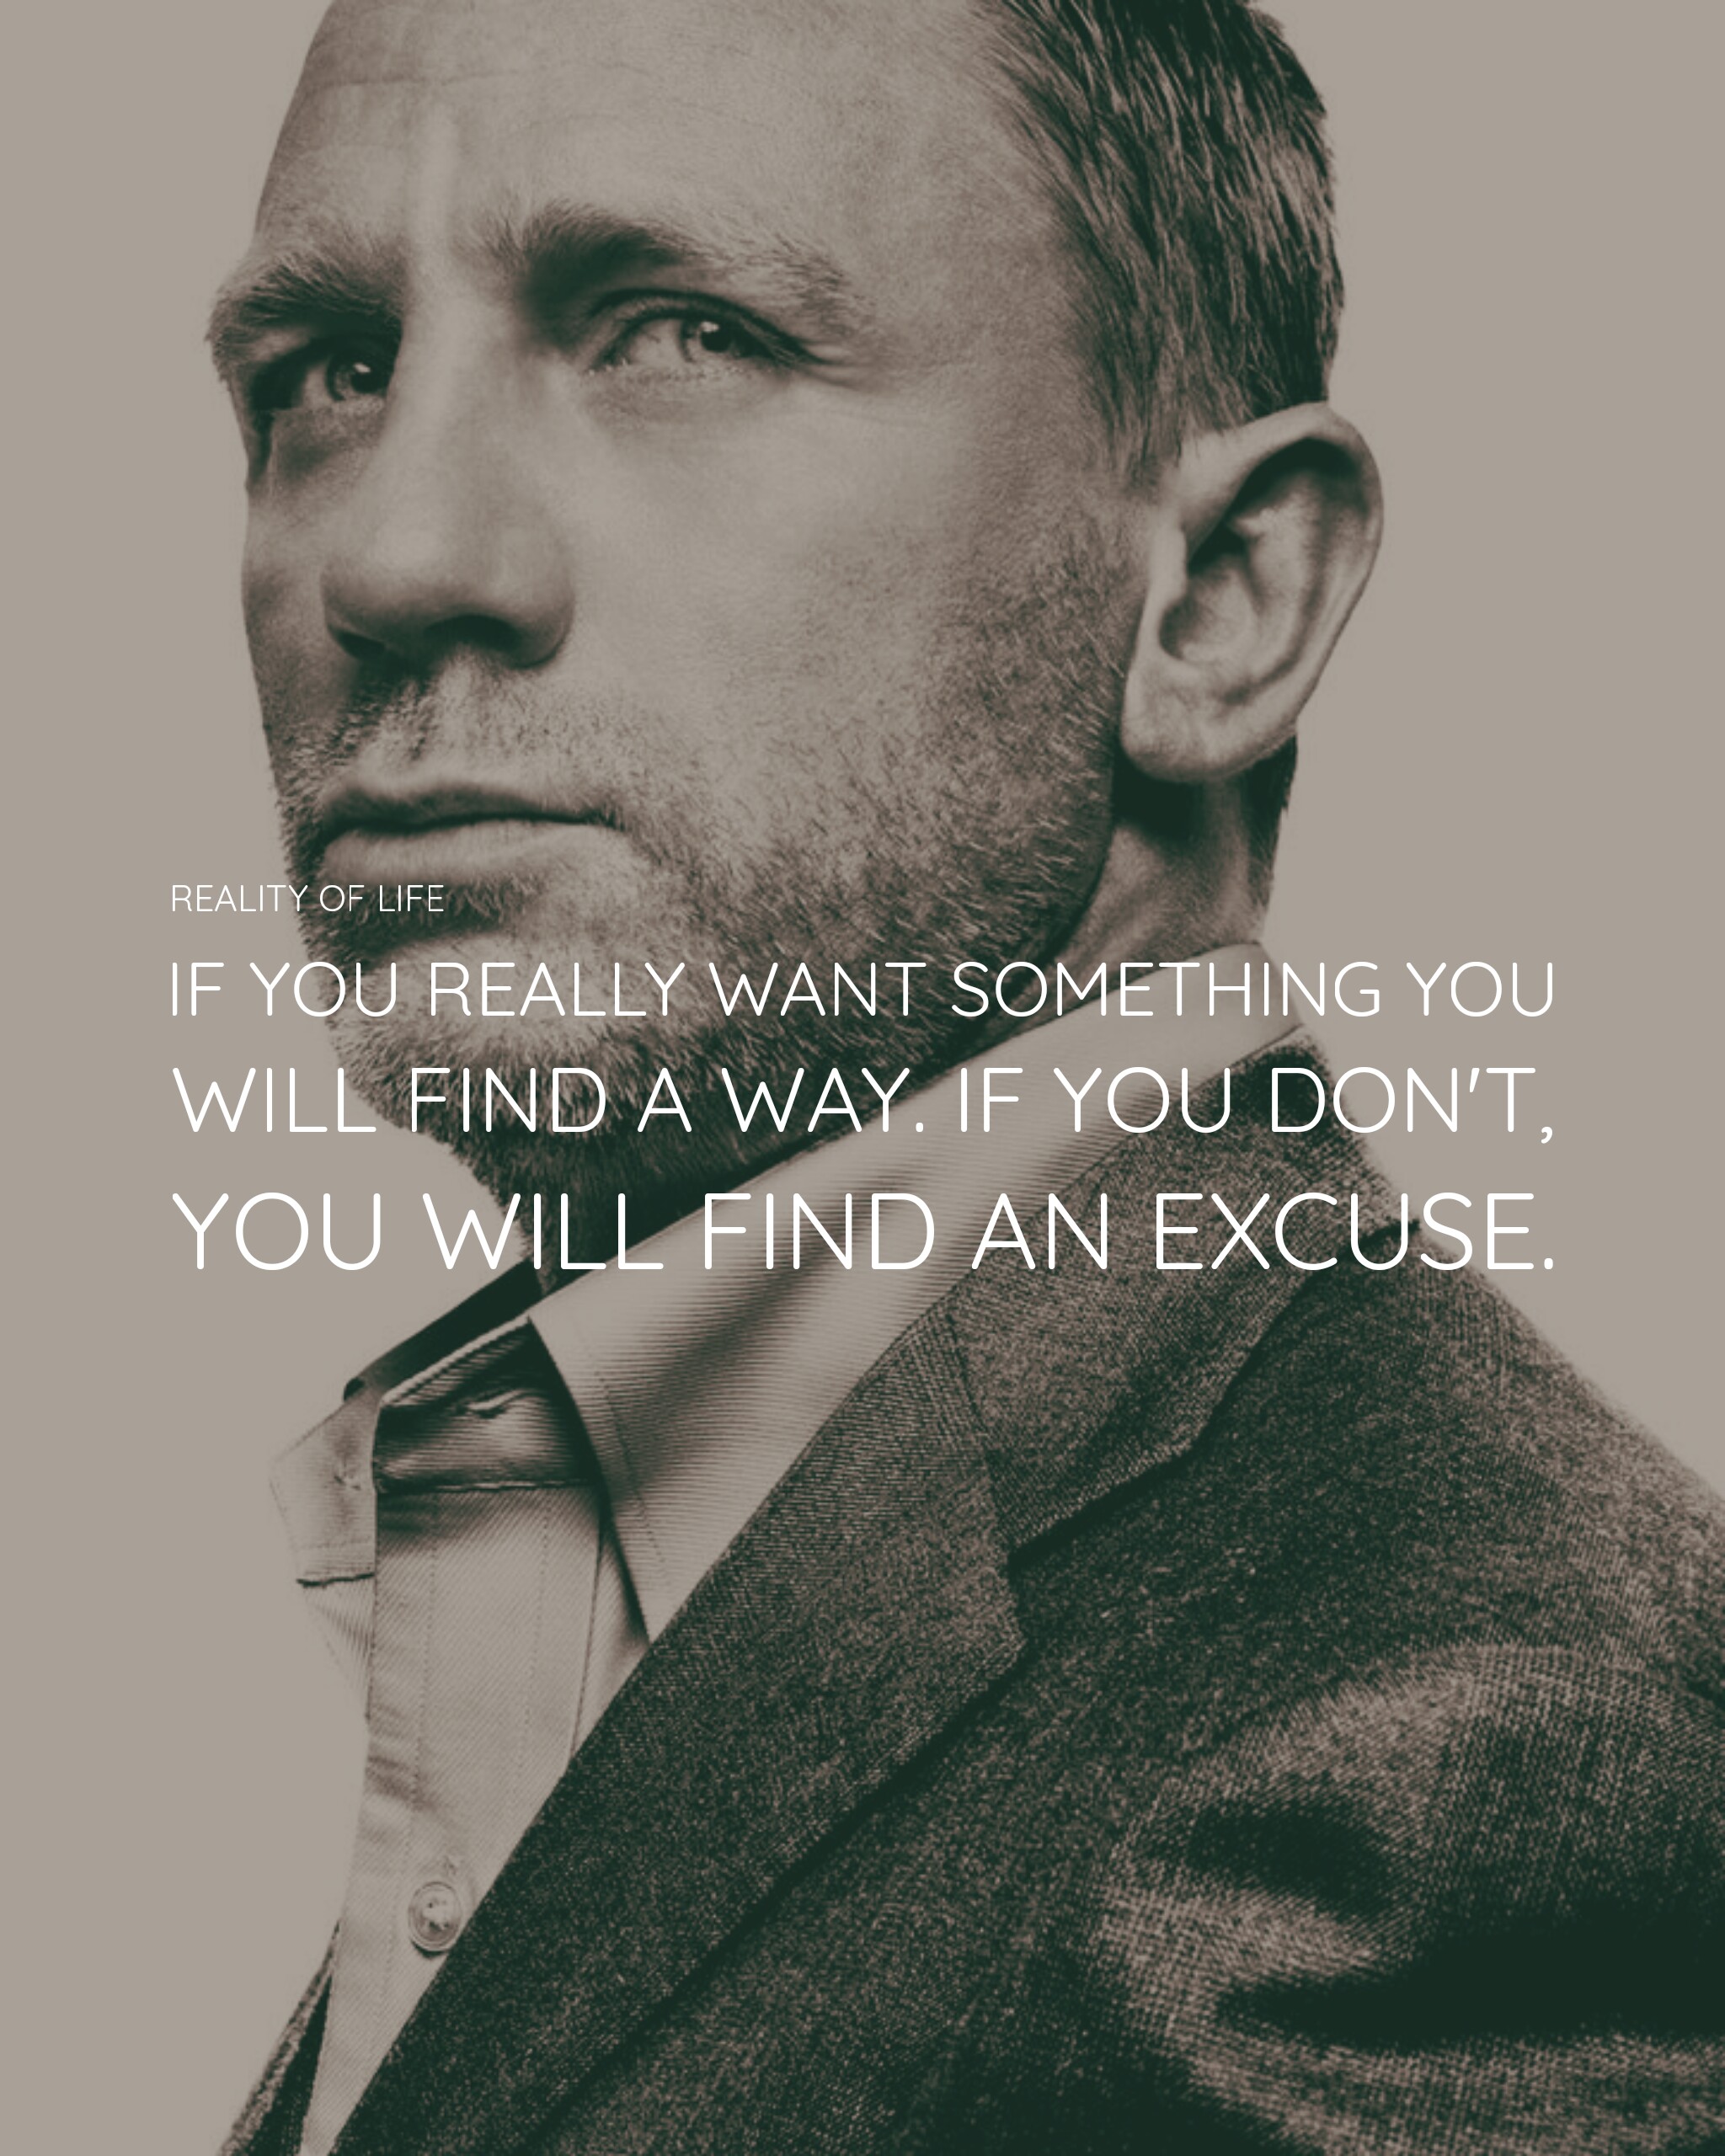 REALITY OF LIFE
IF YOU REALLY WANT SOMETHING YOU
WILL FIND A WAY. IF YOU DON'T,
YOU WILL FIND AN EXCUSE.